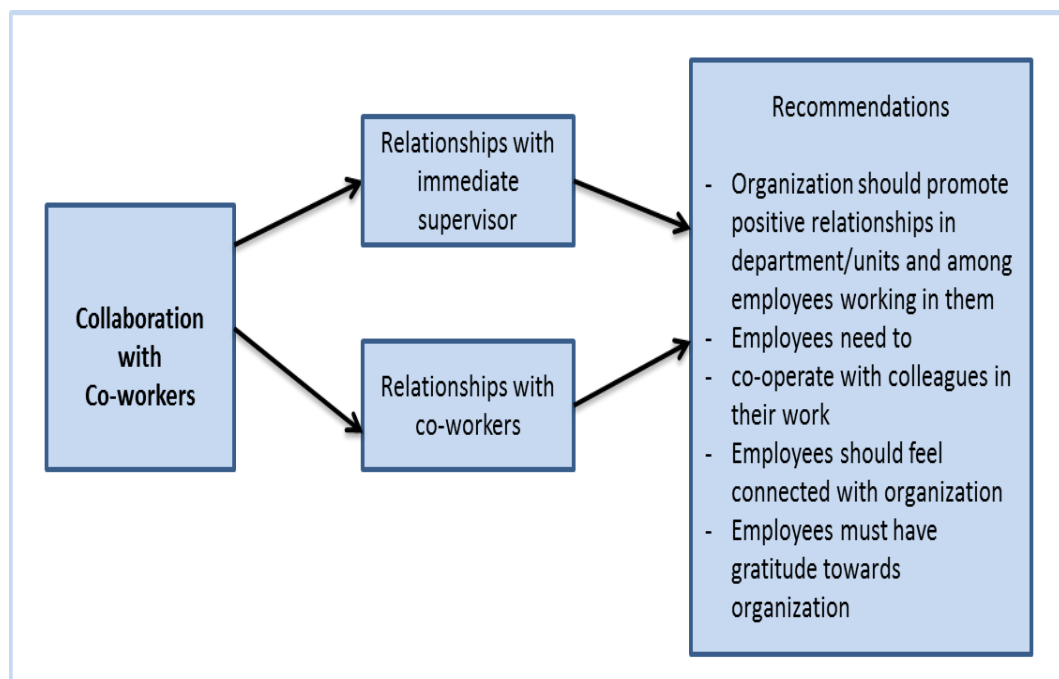 Collaboration
with
Co-workers
Relationships with
immediate
supervisor
Relationships with
co-workers
Recommendations
- Organization should promote
positive relationships in
department/units and among
employees working in them
- Employees need to
- co-operate with colleagues in
their work
- Employees should feel
connected with organization
- Employees must have
gratitude towards
organization